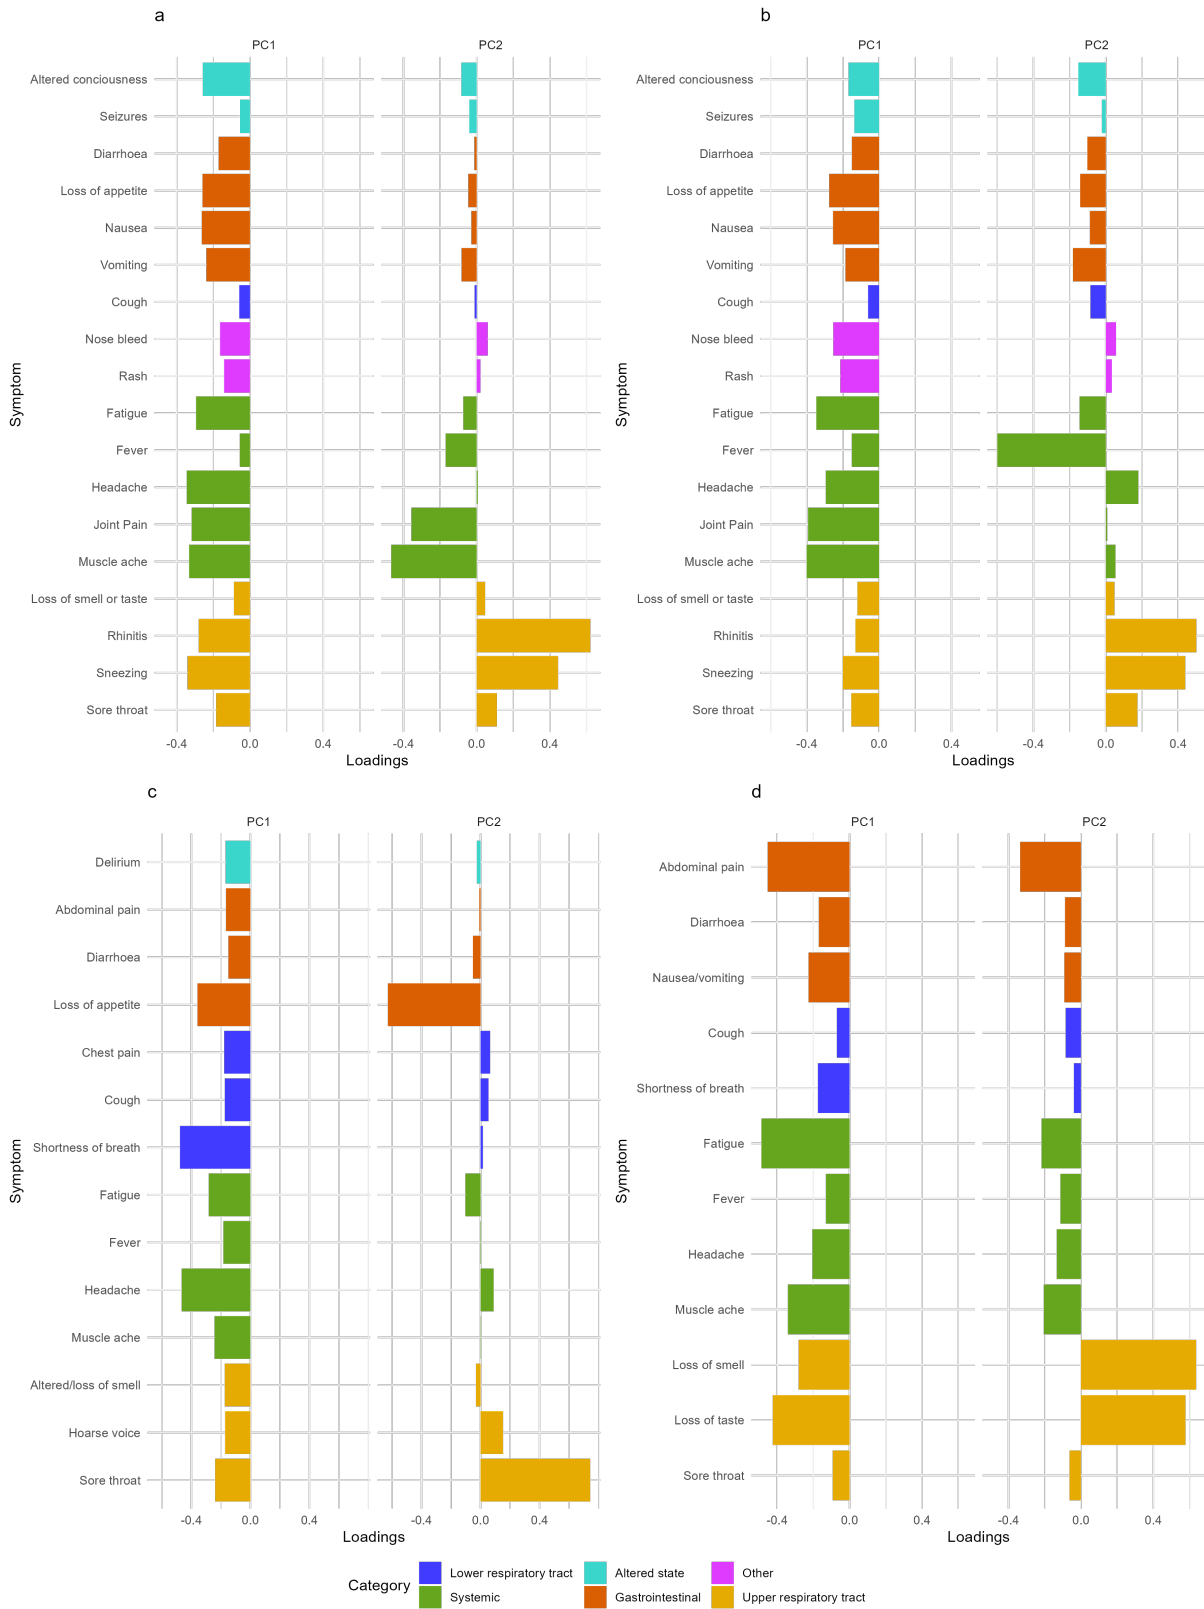 a
PC1 PC2
Altered conciousness
Seizures
Diarrhoea
Loss of appetite
Nausea
Vomiting
Cough
Nose bleed
Rash
Fatigue
Fever
Headache
Joint Pain
Muscle ache
Loss of smell or taste
Rhinitis
Sneezing
Sore throat
Symptom
-0.4 0.0 0.4 -0.4 0.0 0.4
Loadings
b
PC1 PC2
Altered conciousness
Seizures
Diarrhoea
Loss of appetite
Nausea
Vomiting
Cough
Nose bleed
Rash
Fatigue
Fever
Headache
Joint Pain
Muscle ache
Loss of smell or taste
Rhinitis
Sneezing
Sore throat
Symptom
-0.4 0.0 0.4 -0.4 0.0 0.4
Loadings
c
PC1 PC2
Delirium
Abdominal pain
Diarrhoea
Loss of appetite
Chest pain
Cough
Shortness of breath
Fatigue
Fever
Headache
Muscle ache
Altered/loss of smell
Hoarse voice
Sore throat
Symptom
-0.4 0.0 0.4 -0.4 0.0 0.4
Loadings
d
PC1 PC2
Abdominal pain
Diarrhoea
Nausea/vomiting
Cough
Shortness of breath
Fatigue
Fever
Headache
Muscle ache
Loss of smell
Loss of taste
Sore throat
Symptom
-0.4 0.0 0.4 -0.4 0.0 0.4
Loadings
Category
Lower respiratory tract Altered state Other
Systemic Gastrointestinal Upper respiratory tract